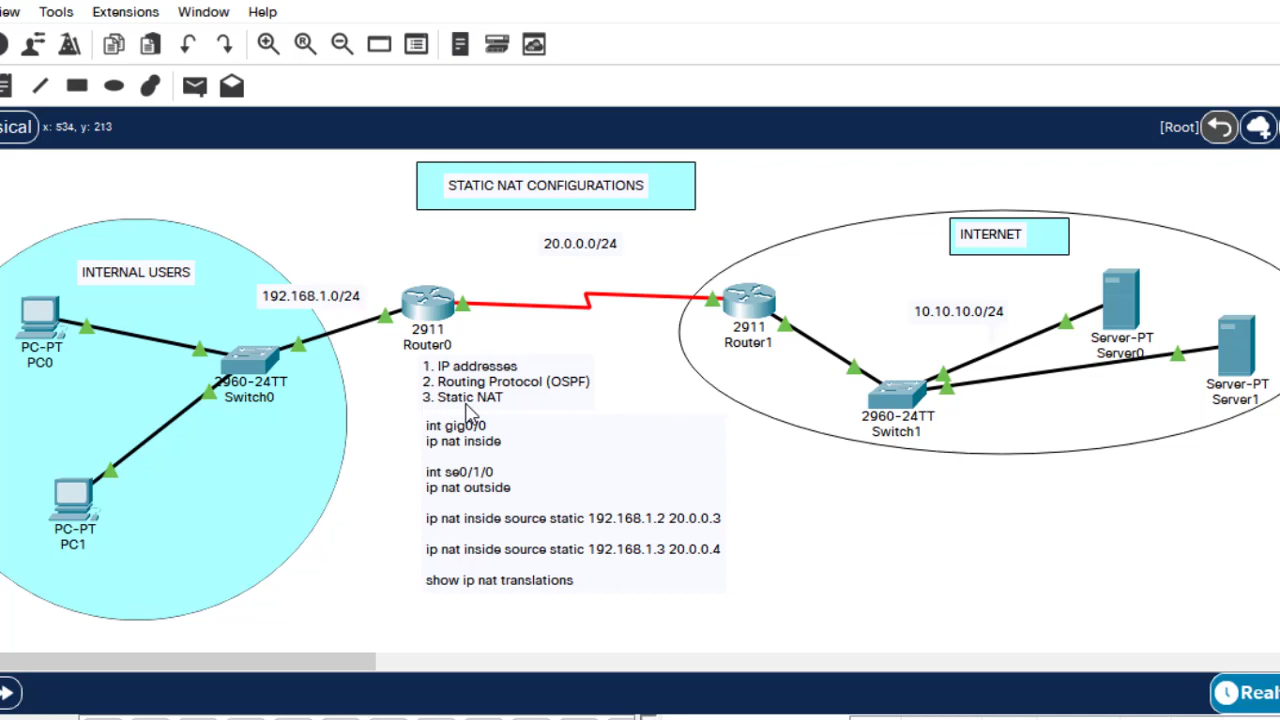 iew Tools Extensions Window Help
sical x: 534, y: 213
[Root]
STATIC NAT CONFIGURATIONS
20.0.0.0/24
INTERNET
INTERNAL USERS
192.168.1.0/24
10.10.10.0/24
PC-PT
PC0
2911
Router0
2911
Router1
Server-PT
Server0
2960-24TT
Switch0
Server-PT
Server1
2960-24TT
Switch1
1. IP addresses
2. Routing Protocol (OSPF)
3. Static NAT
int gig0/0
ip nat inside
int se0/1/0
ip nat outside
ip nat inside source static 192.168.1.2 20.0.0.3
ip nat inside source static 192.168.1.3 20.0.0.4
show ip nat translations
PC-PT
PC1
Real